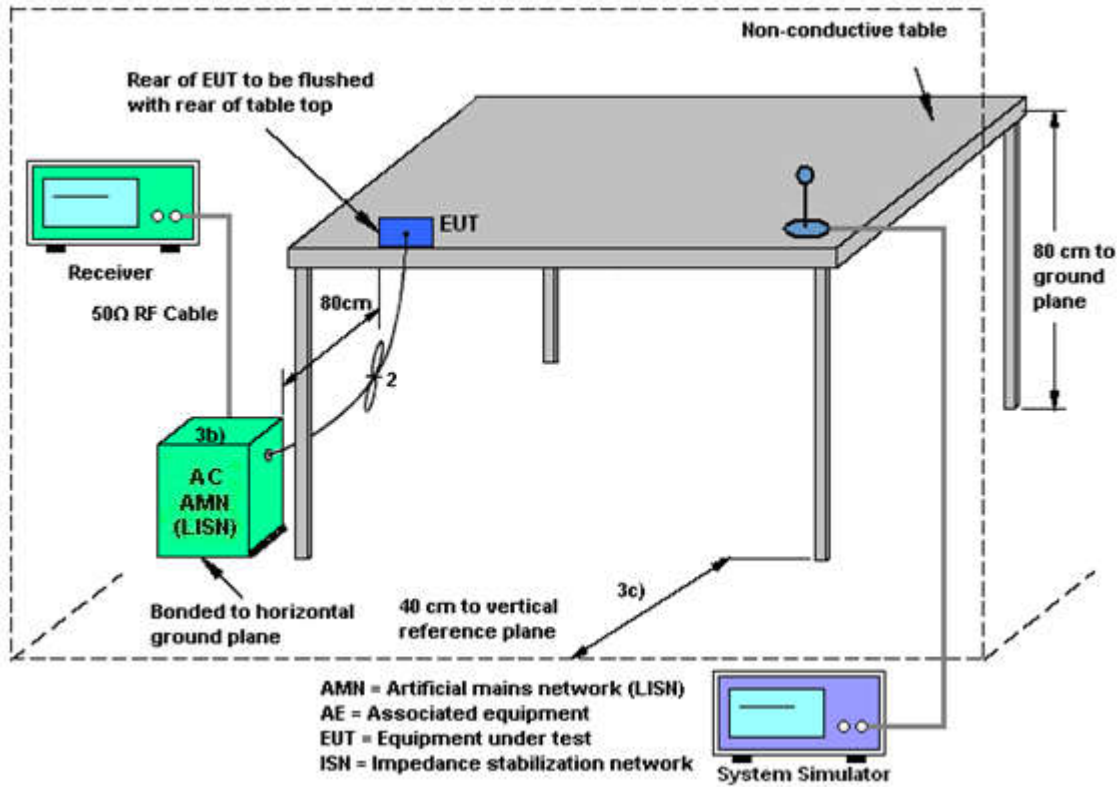 Non-conductive table
Rear of EUT to be flushed
with rear of table top
EUT
Receiver
80cm
80 cm to
ground
plane
50Ω RF Cable
2
3b)
AC
AMN
(LISN)
3c)
Bonded to horizontal
ground plane
40 cm to vertical
reference plane
AMN = Artificial mains network (LISN)
AE = Associated equipment
EUT = Equipment under test
ISN = Impedance stabilization network
System Simulator